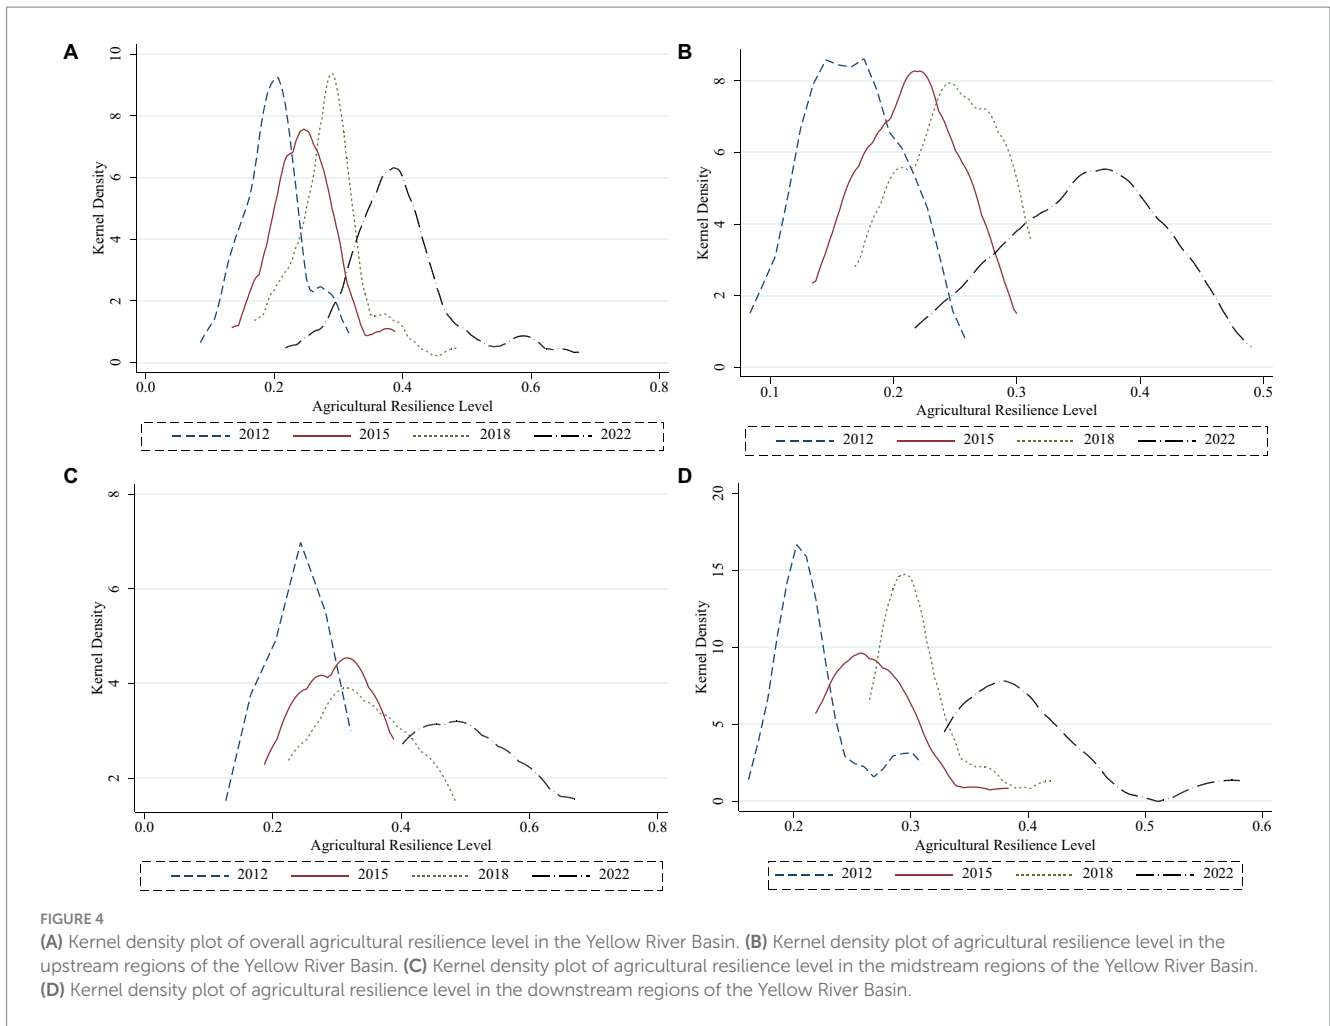 A
Kernel Density
10
8
6
4
2
0
0.0 0.2 0.4 0.6 0.8
Agricultural Resilience Level
2012 2015 2018 2022
B
Kernel Density
8
6
4
2
0
0.1 0.2 0.3 0.4 0.5
Agricultural Resilience Level
2012 2015 2018 2022
C
Kernel Density
8
6
4
2
0.0 0.2 0.4 0.6 0.8
Agricultural Resilience Level
2012 2015 2018 2022
D
Kernel Density
20
15
10
5
0
0.2 0.3 0.4 0.5 0.6
Agricultural Resilience Level
2012 2015 2018 2022
FIGURE 4
(A) Kernel density plot of overall agricultural resilience level in the Yellow River Basin. (B) Kernel density plot of agricultural resilience level in the
upstream regions of the Yellow River Basin. (C) Kernel density plot of agricultural resilience level in the midstream regions of the Yellow River Basin.
(D) Kernel density plot of agricultural resilience level in the downstream regions of the Yellow River Basin.